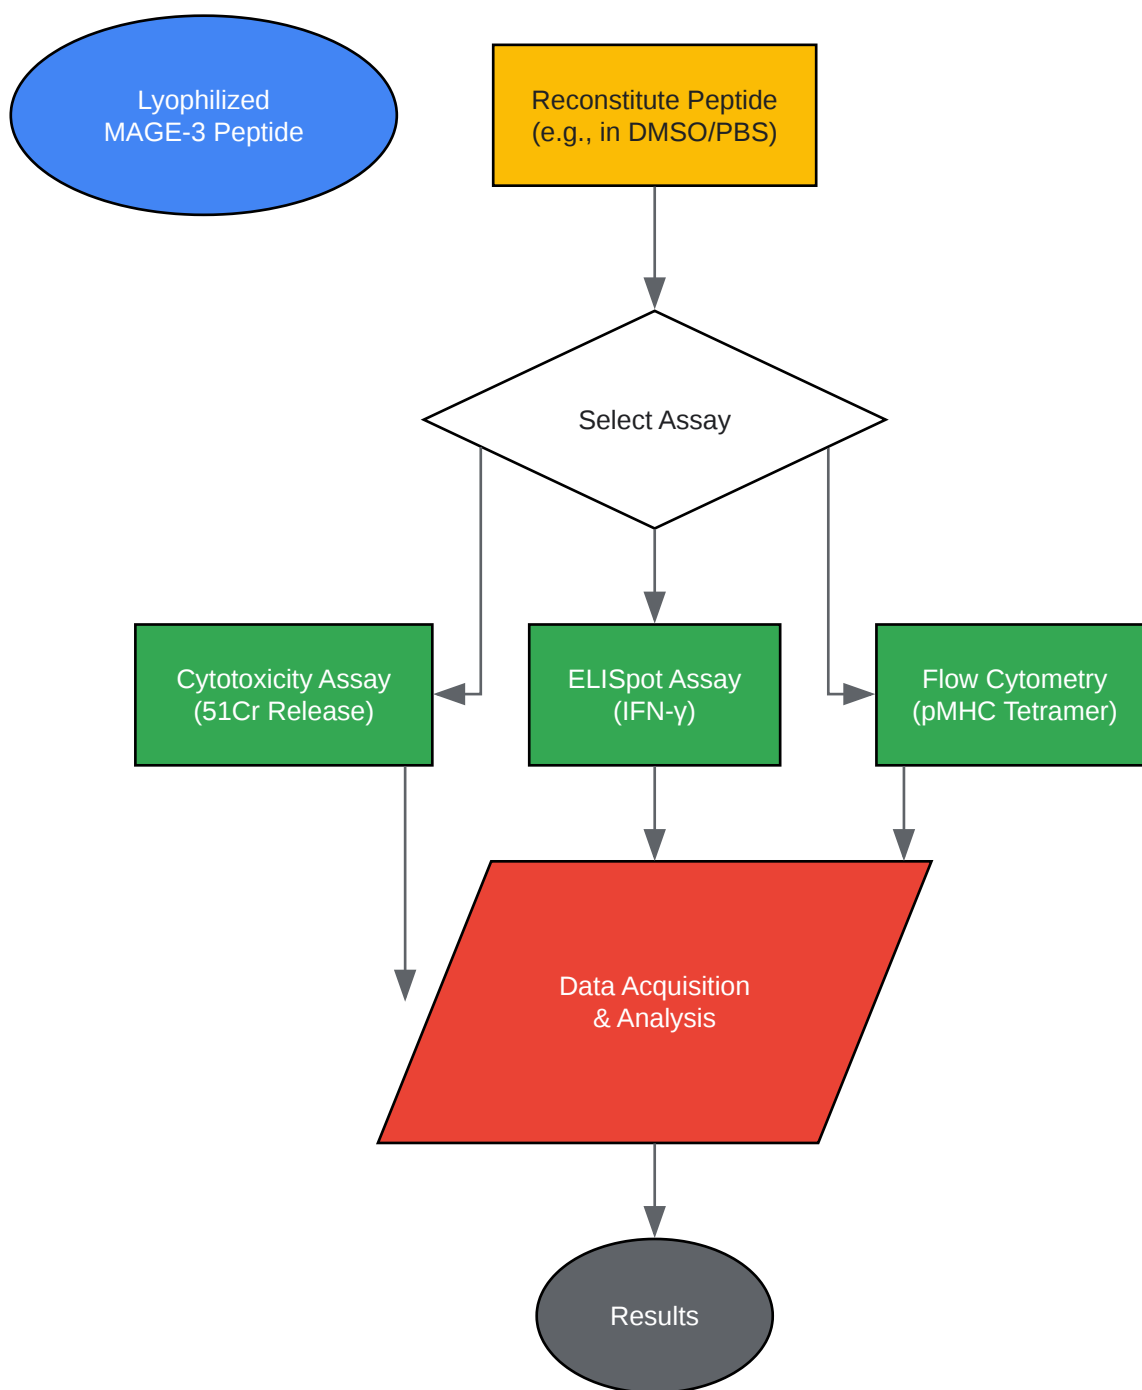 Lyophilized
MAGE-3 Peptide
Reconstitute Peptide
(e.g., in DMSO/PBS)
Select Assay
Cytotoxicity Assay
(51Cr Release)
ELISpot Assay
(IFN-γ)
Flow Cytometry
(pMHC Tetramer)
Data Acquisition
& Analysis
Results